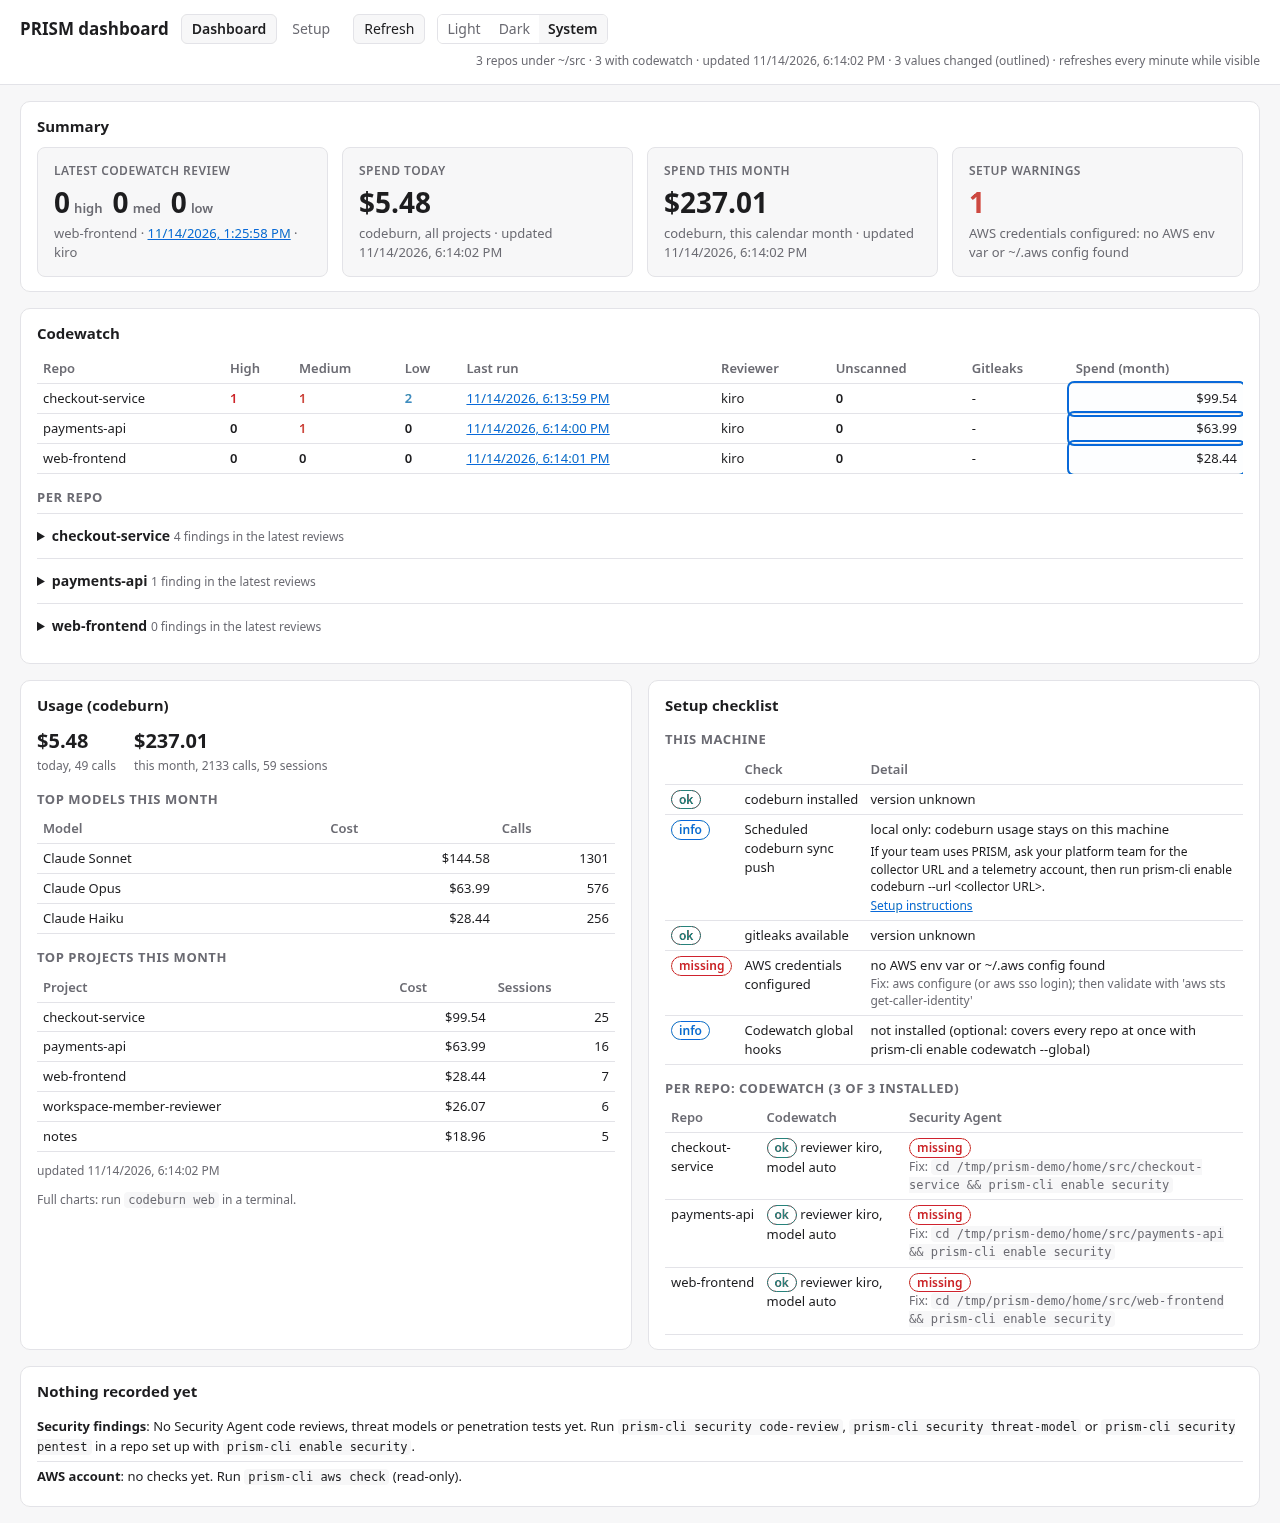 PRISM dashboard Dashboard Setup Refresh Light Dark System
3 repos under ~/src · 3 with codewatch · updated 11/14/2026, 6:14:02 PM · 3 values changed (outlined) · refreshes every minute while visible
Summary
LATEST CODEWATCH REVIEW
0 high 0 med 0 low
web-frontend · 11/14/2026, 1:25:58 PM ·
kiro
SPEND TODAY
$5.48
codeburn, all projects · updated
11/14/2026, 6:14:02 PM
SPEND THIS MONTH
$237.01
codeburn, this calendar month · updated
11/14/2026, 6:14:02 PM
SETUP WARNINGS
1
AWS credentials configured: no AWS env
var or ~/.aws config found
Codewatch
Repo High Medium Low Last run Reviewer Unscanned Gitleaks Spend (month)
checkout-service 1 1 2 11/14/2026, 6:13:59 PM kiro 0 - $99.54
payments-api 0 1 0 11/14/2026, 6:14:00 PM kiro 0 - $63.99
web-frontend 0 0 0 11/14/2026, 6:14:01 PM kiro 0 - $28.44
PER REPO
checkout-service 4 findings in the latest reviews
payments-api 1 finding in the latest reviews
web-frontend 0 findings in the latest reviews
Usage (codeburn)
$5.48 $237.01
today, 49 calls this month, 2133 calls, 59 sessions
TOP MODELS THIS MONTH
Model Cost Calls
Claude Sonnet $144.58 1301
Claude Opus $63.99 576
Claude Haiku $28.44 256
TOP PROJECTS THIS MONTH
Project Cost Sessions
checkout-service $99.54 25
payments-api $63.99 16
web-frontend $28.44 7
workspace-member-reviewer $26.07 6
notes $18.96 5
updated 11/14/2026, 6:14:02 PM
Full charts: run codeburn web in a terminal.
Setup checklist
THIS MACHINE
Check Detail
ok codeburn installed version unknown
info Scheduled local only: codeburn usage stays on this machine
codeburn sync If your team uses PRISM, ask your platform team for the
push collector URL and a telemetry account, then run prism-cli enable
codeburn --url <collector URL>.
Setup instructions
ok gitleaks available version unknown
missing AWS credentials no AWS env var or ~/.aws config found
configured Fix: aws configure (or aws sso login); then validate with 'aws sts
get-caller-identity'
info Codewatch global not installed (optional: covers every repo at once with
hooks prism-cli enable codewatch --global)
PER REPO: CODEWATCH (3 OF 3 INSTALLED)
Repo Codewatch Security Agent
checkout- ok reviewer kiro, missing
service model auto Fix: cd /tmp/prism-demo/home/src/checkout-
service && prism-cli enable security
payments-api ok reviewer kiro, missing
model auto Fix: cd /tmp/prism-demo/home/src/payments-api
&& prism-cli enable security
web-frontend ok reviewer kiro, missing
model auto Fix: cd /tmp/prism-demo/home/src/web-frontend
&& prism-cli enable security
Nothing recorded yet
Security findings: No Security Agent code reviews, threat models or penetration tests yet. Run prism-cli security code-review, prism-cli security threat-model or prism-cli security
pentest in a repo set up with prism-cli enable security.
AWS account: no checks yet. Run prism-cli aws check (read-only).